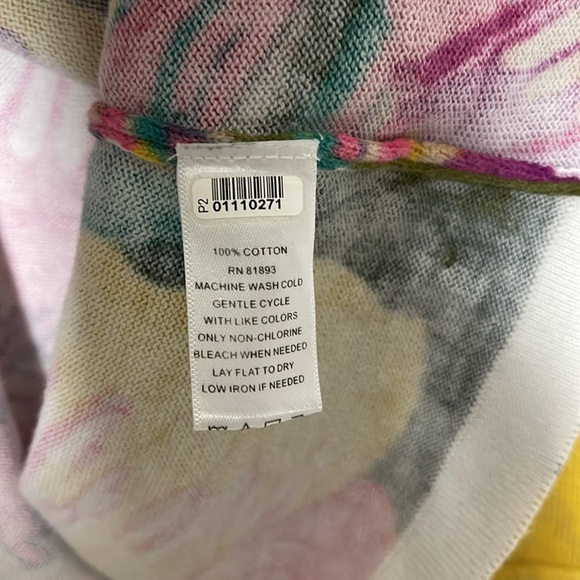 P2
01110271
100% COTTON
RN 81893
MACHINE WASH COLD
GENTLE CYCLE
WITH LIKE COLORS
ONLY NON-CHLORINE
BLEACH WHEN NEEDED
LAY FLAT TO DRY
LOW IRON IF NEEDED